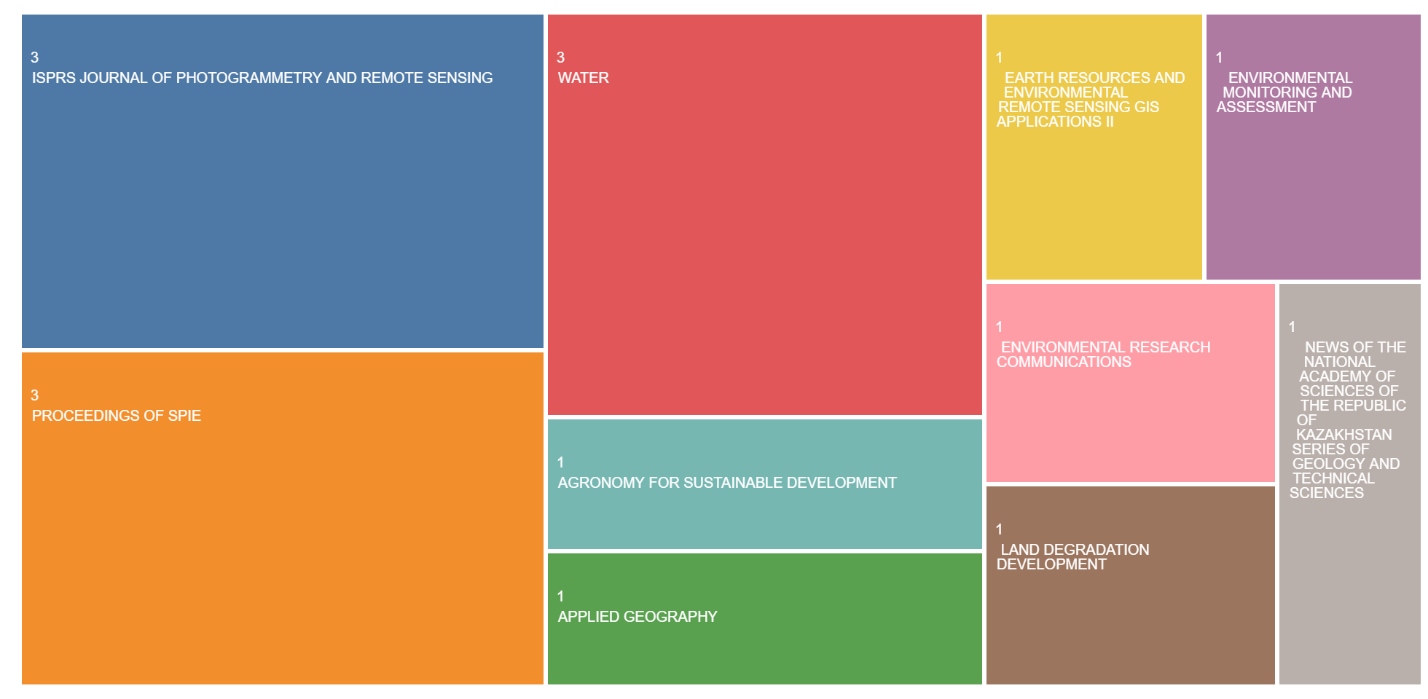 3
ISPRS JOURNAL OF PHOTOGRAMMETRY AND REMOTE SENSING
3
PROCEEDINGS OF SPIE
3
WATER
1
AGRONOMY FOR SUSTAINABLE DEVELOPMENT
1
APPLIED GEOGRAPHY
1
EARTH RESOURCES AND
ENVIRONMENTAL
REMOTE SENSING GIS
APPLICATIONS II
1
ENVIRONMENTAL
MONITORING AND
ASSESSMENT
1
ENVIRONMENTAL RESEARCH
COMMUNICATIONS
1
LAND DEGRADATION
DEVELOPMENT
1
NEWS OF THE
NATIONAL
ACADEMY OF
SCIENCES OF
THE REPUBLIC
OF
KAZAKHSTAN
SERIES OF
GEOLOGY AND
TECHNICAL
SCIENCES